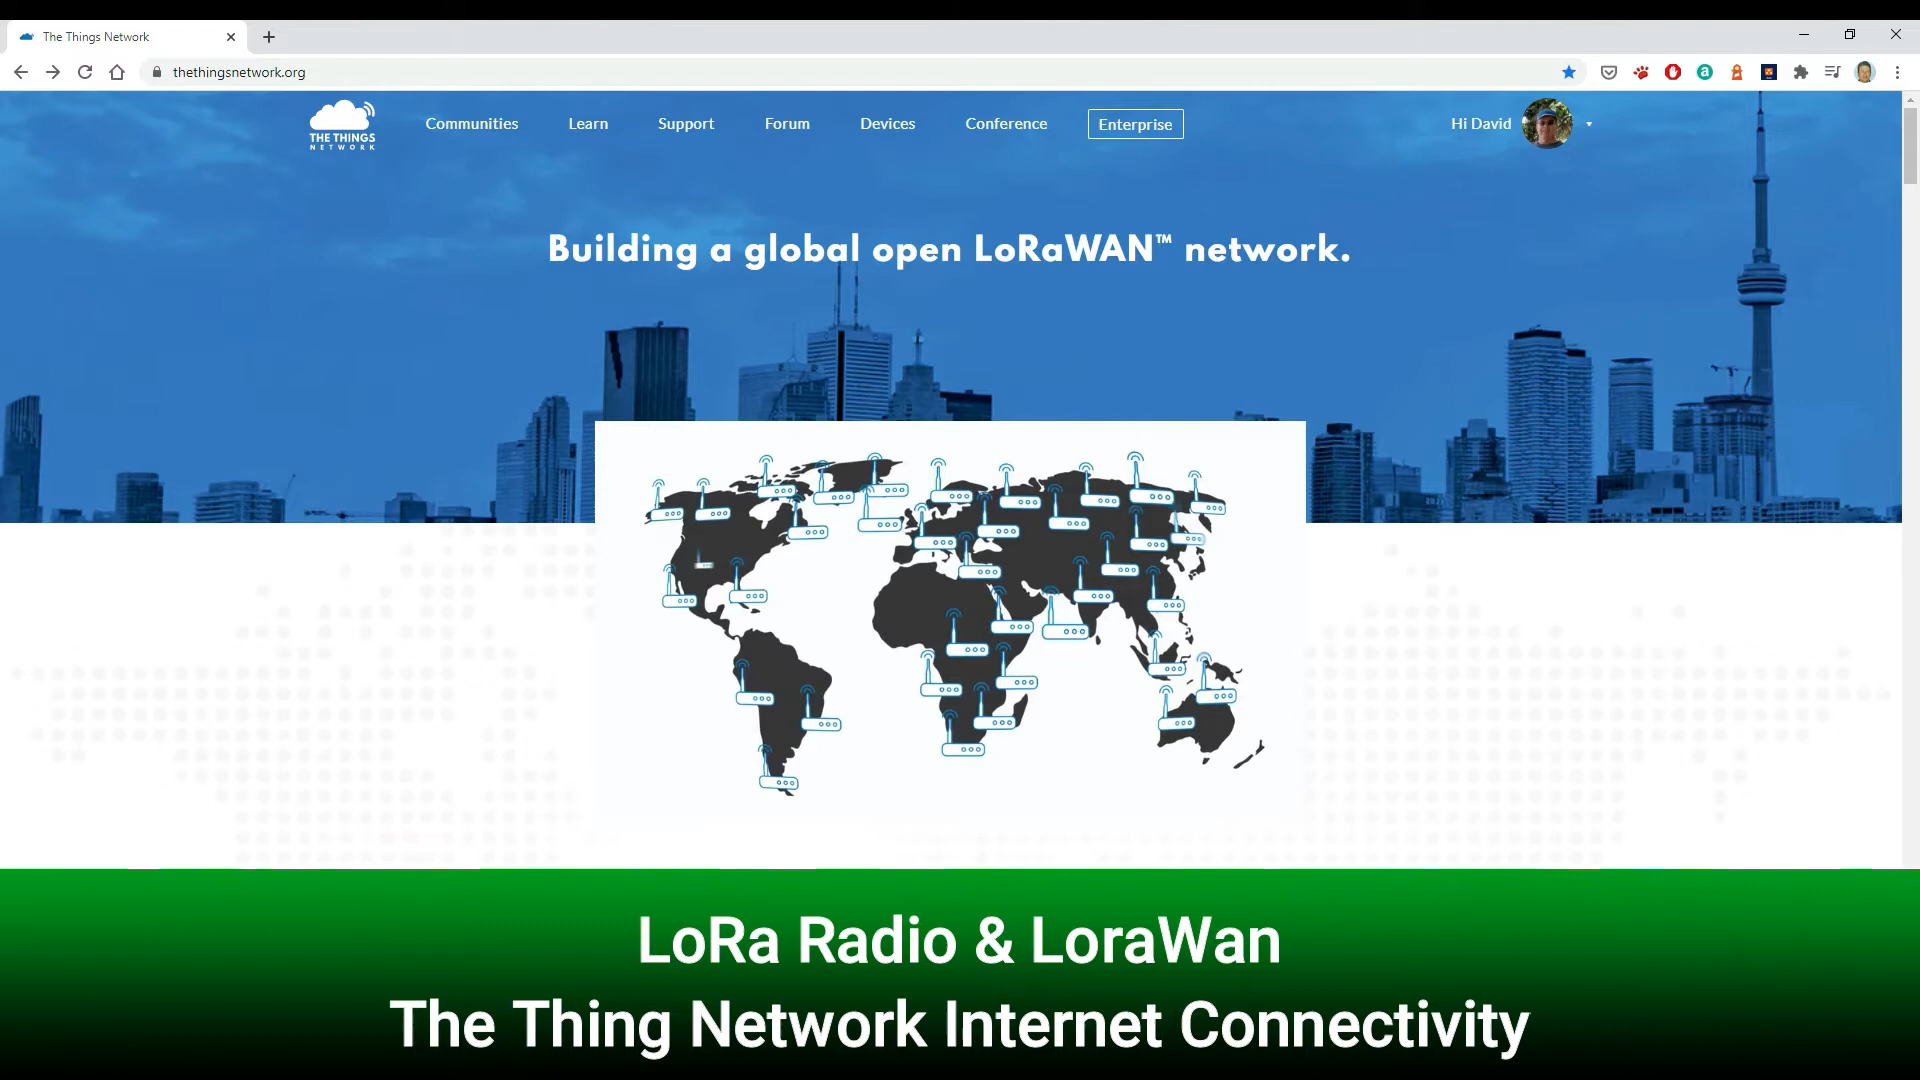 The Things Network
thethingsnetwork.org
THE THINGS
NETWORK
Communities
Learn
Support
Forum
Devices
Conference
Enterprise
Hi David
Building a global open LoRaWAN™ network.
LoRa Radio & LoraWan
The Thing Network Internet Connectivity